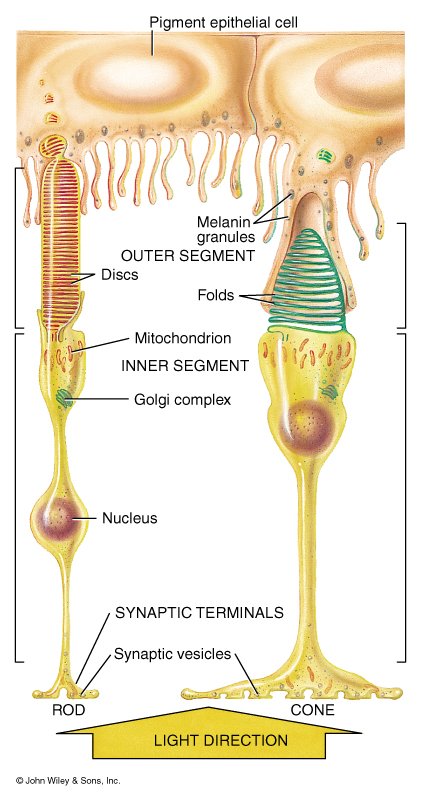 Pigment epithelial cell
Melanin
granules
OUTER SEGMENT
Discs
Folds
Mitochondrion
INNER SEGMENT
Golgi complex
Nucleus
SYNAPTIC TERMINALS
Synaptic vesicles
ROD
CONE
LIGHT DIRECTION
© John Wiley & Sons, Inc.